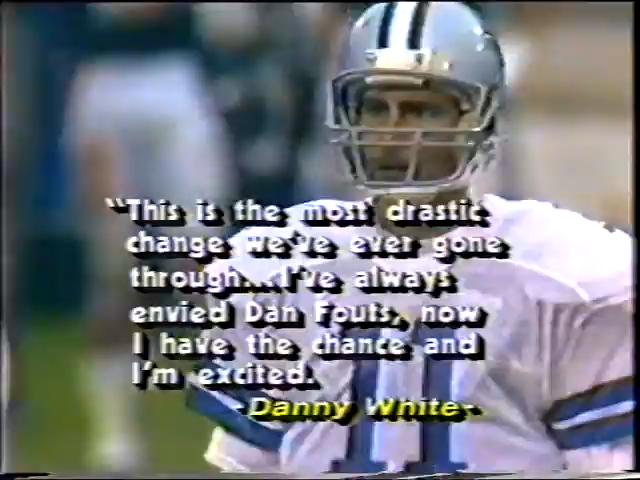 “This is the most drastic
change we've ever gone
through...I've always
envied Dan Fouts, now
I have the chance and
I'm excited.
-Danny White-
11